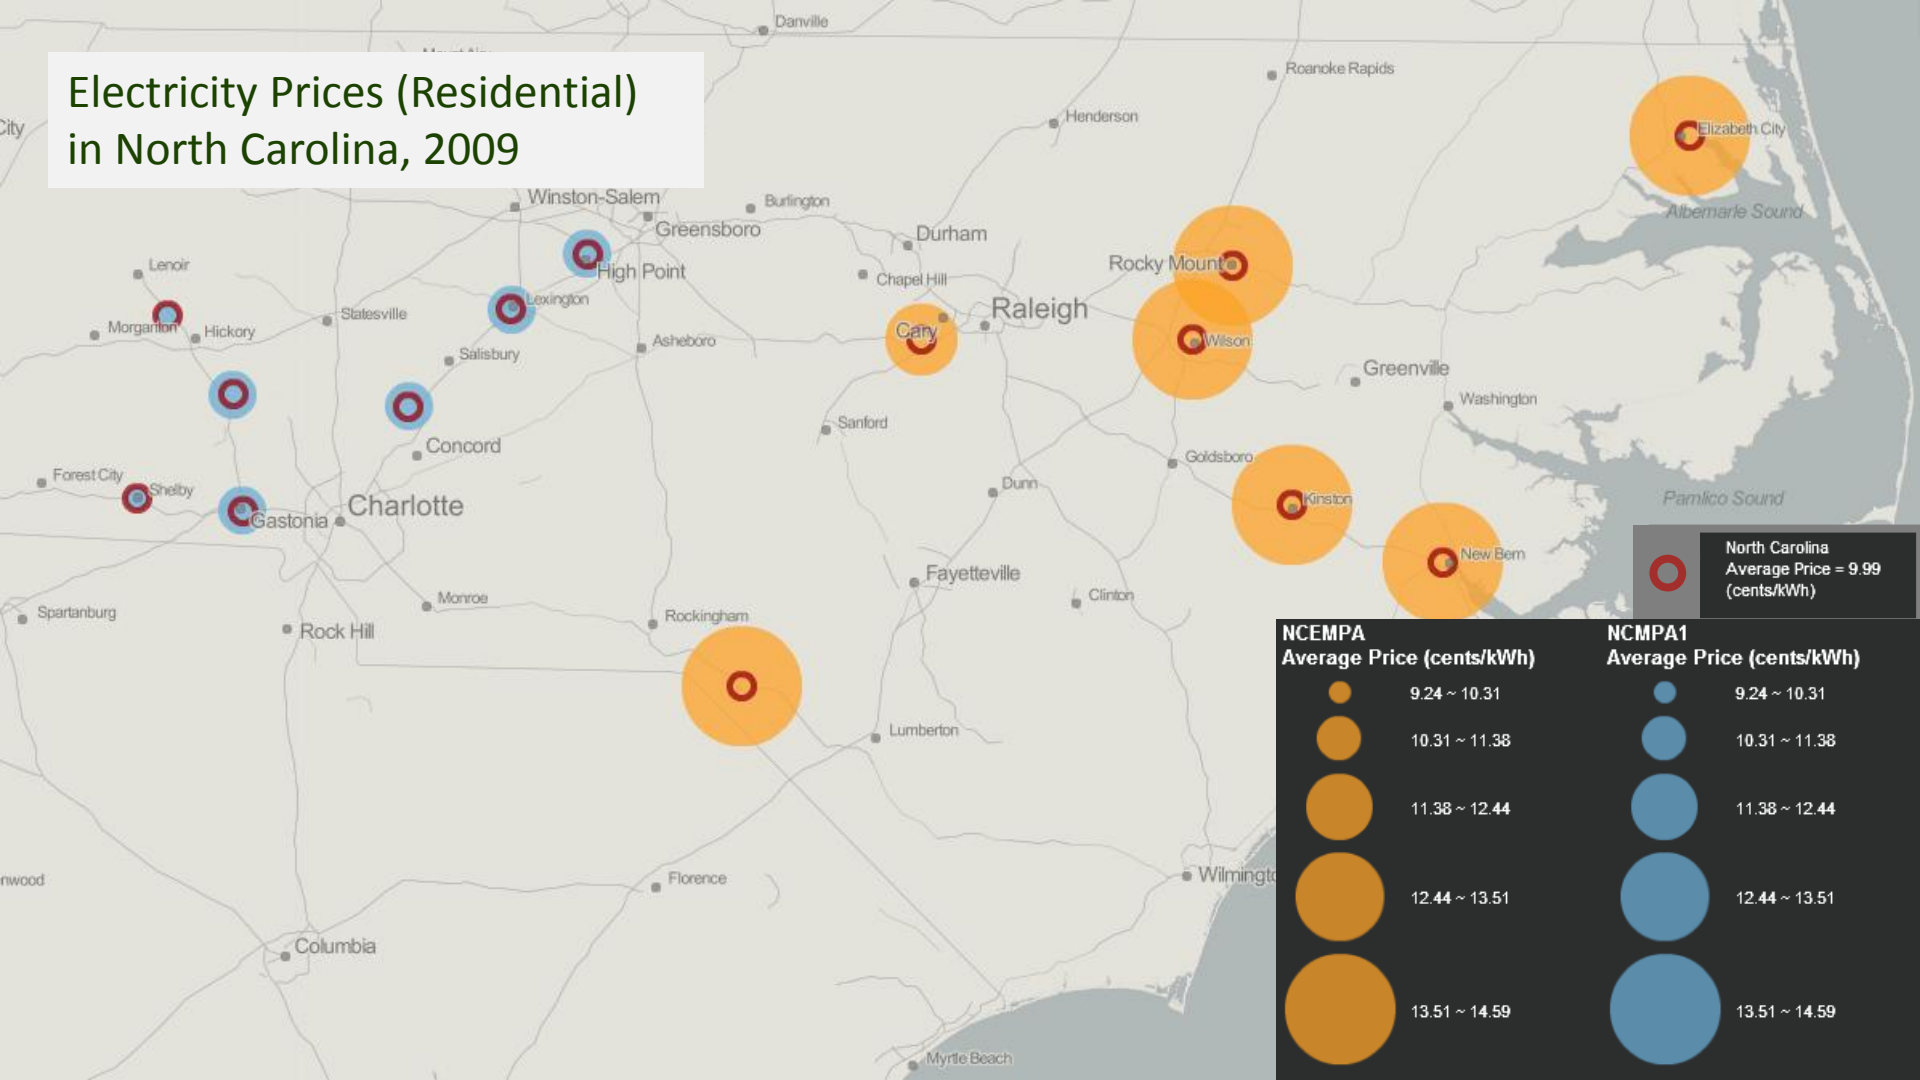 Electricity Prices (Residential)
in North Carolina, 2009
Danville
Roanoke Rapids
Henderson
City
Elizabeth City
Winston-Salem
Burlington
Greensboro
Durham
Albemarle Sound
Rocky Mount
Lenoir
High Point
Chapel Hill
Lexington
Statesville
Raleigh
Morganton
Hickory
Cary
Asheboro
Wilson
Salisbury
Greenville
Washington
Sanford
Concord
Goldsboro
Forest City
Shelby
Dunn
Kinston
Pamlico Sound
Charlotte
Gastonia
New Bern
North Carolina
Average Price = 9.99
(cents/kWh)
Fayetteville
Clinton
Monroe
Spartanburg
Rockingham
Rock Hill
Lumberton
NCEMPA
Average Price (cents/kWh)
9.24 ~ 10.31
10.31 ~ 11.38
11.38 ~ 12.44
12.44 ~ 13.51
13.51 ~ 14.59
NCMPA1
Average Price (cents/kWh)
9.24 ~ 10.31
10.31 ~ 11.38
11.38 ~ 12.44
12.44 ~ 13.51
13.51 ~ 14.59
nwood
Florence
Wilmingt
Columbia
Myrtle Beach